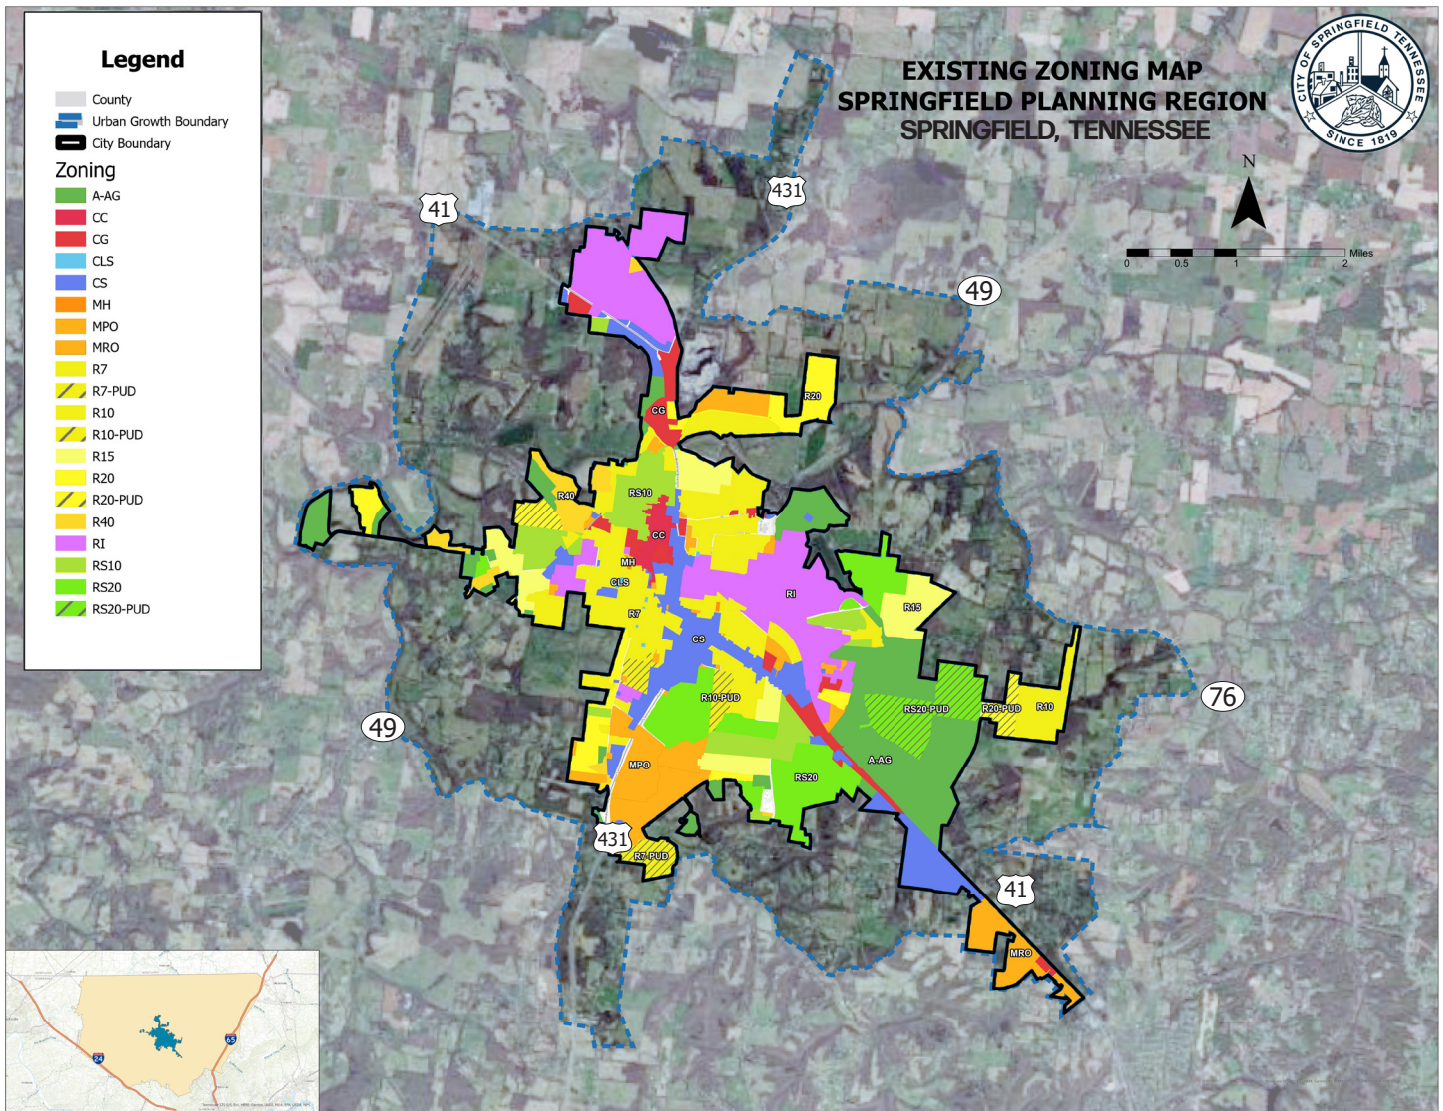 Legend
County
Urban Growth Boundary
City Boundary
Zoning
A-AG
CC
CG
CLS
CS
MH
MPO
MRO
R7
R7-PUD
R10
R10-PUD
R15
R20
R20-PUD
R40
RI
RS10
RS20
RS20-PUD
EXISTING ZONING MAP
SPRINGFIELD PLANNING REGION
SPRINGFIELD, TENNESSEE
CITY OF SPRINGFIELD TENNESSEE
SINCE 1819
N
Miles
0 0.5 1 2
431
41
49
R20
CG
R40
RS10
CC
MH
CLS
RI
R15
R7
CG
R10-PUD
RS20-PUD
R20-PUD
R10
76
49
A-AG
MPO
RS20
431
R7-PUD
41
MRO
24
65